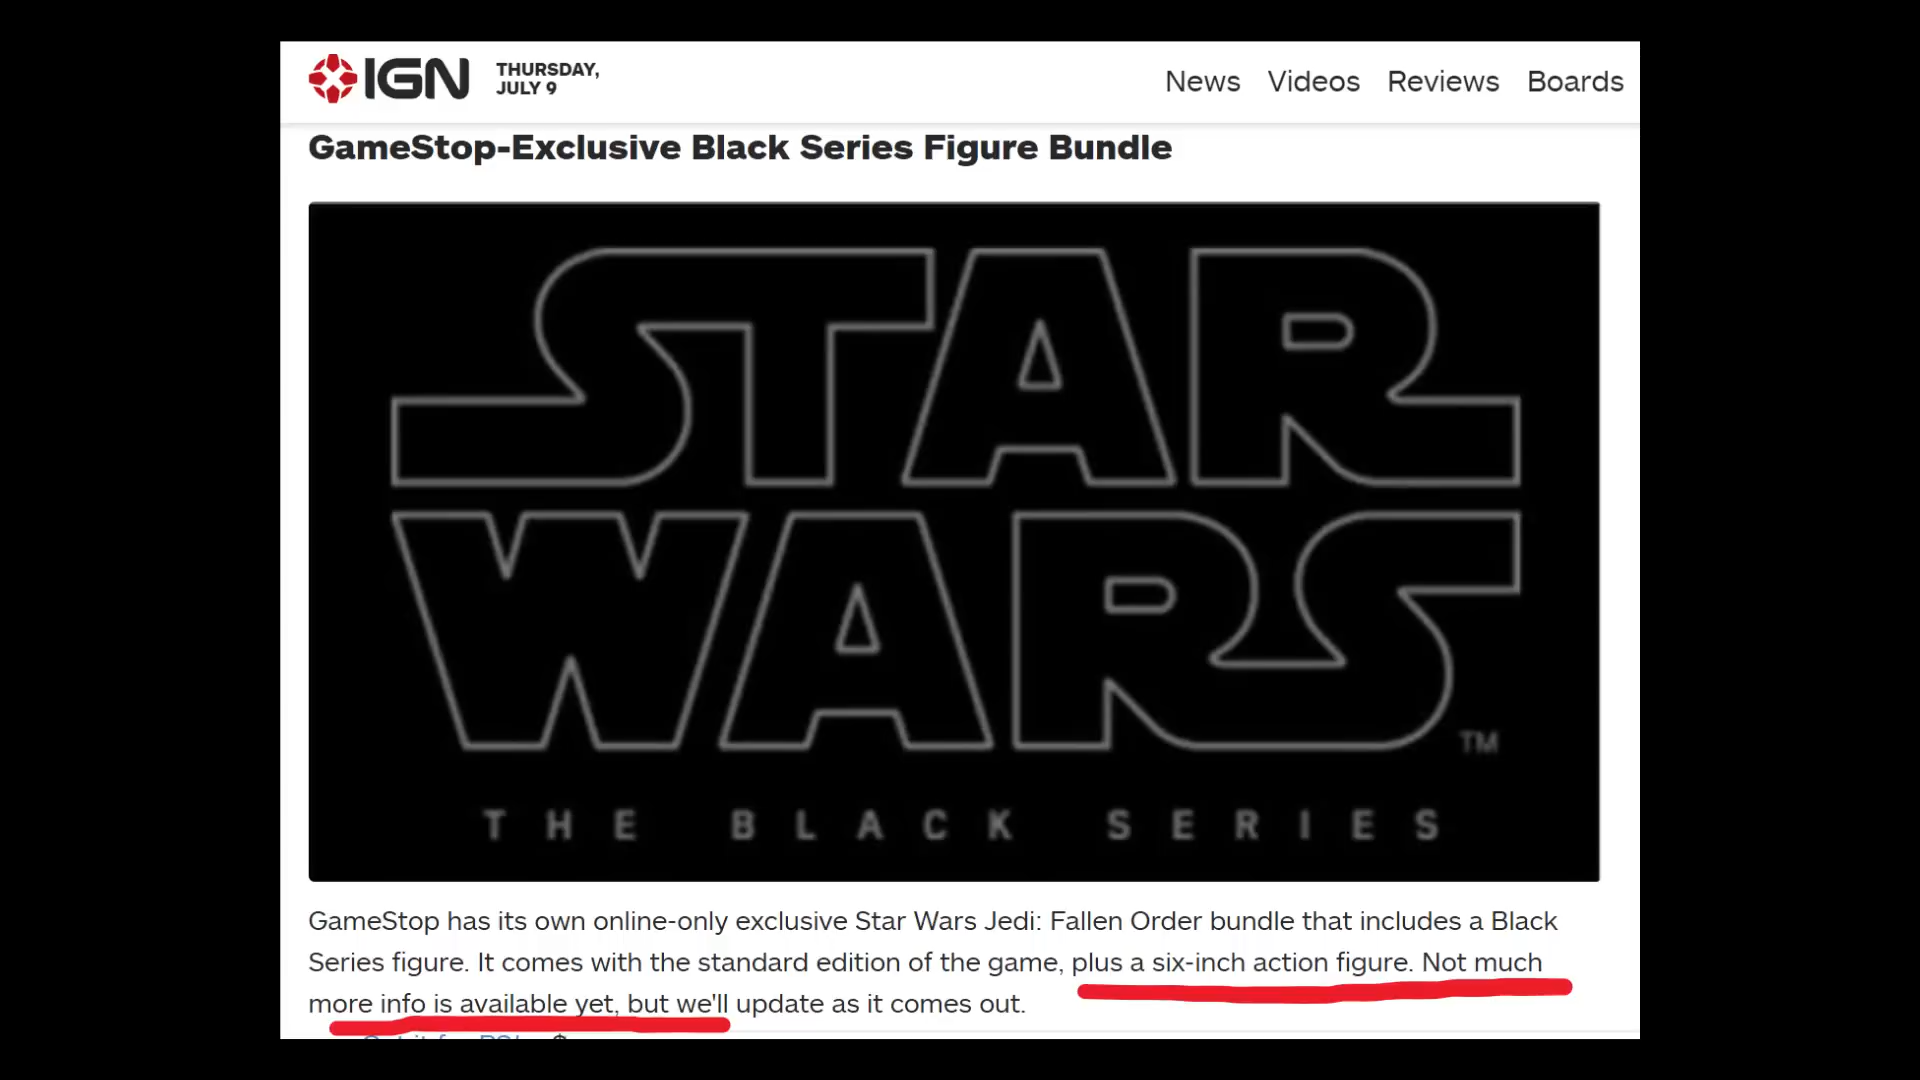 IGN
THURSDAY,
JULY 9
News Videos Reviews Boards
GameStop-Exclusive Black Series Figure Bundle
STAR
WARS
TM
THE BLACK SERIES
GameStop has its own online-only exclusive Star Wars Jedi: Fallen Order bundle that includes a Black
Series figure. It comes with the standard edition of the game, plus a six-inch action figure. Not much
more info is available yet, but we'll update as it comes out.